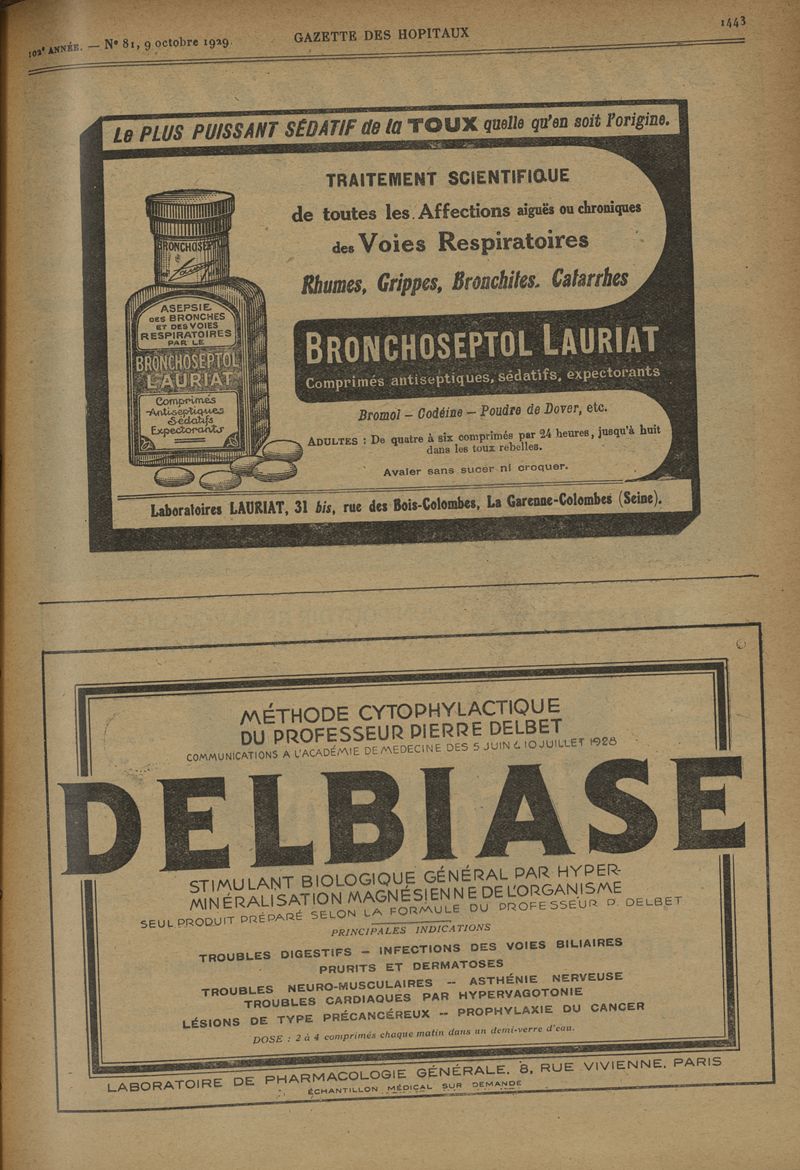 102ᵉ ANNÉE. — Nº 81, 9 octobre 1929.
GAZETTE DES HOPITAUX
1443
Le PLUS PUISSANT SÉDATIF de la TOUX quelle qu'en soit l'origine.
TRAITEMENT SCIENTIFIQUE
de toutes les Affections aiguës ou chroniques
des Voies Respiratoires
Rhumes, Grippes, Bronchites. Catarrhes
BRONCHOSEPTOL LAURIAT
Comprimés antiseptiques, sédatifs, expectorants
Bromol – Codéine – Poudre de Dover, etc.
ADULTES : De quatre à six comprimés par 24 heures, jusqu'à huit
dans les toux rebelles.
Avaler sans sucer ni croquer.
BRONCHOSEPT
ASEPSIE
DES BRONCHES
ET DES VOIES
RESPIRATOIRES
PAR LE
BRONCHOSEPTOL
LAURIAT
Comprimés
Antiseptiques
Sédatifs
Expectorants
Laboratoires LAURIAT, 31 bis, rue des Bois-Colombes, La Garenne-Colombes (Seine).
MÉTHODE CYTOPHYLACTIQUE
DU PROFESSEUR PIERRE DELBET
COMMUNICATIONS A L'ACADÉMIE DE MEDECINE DES 5 JUIN & 10 JUILLET 1928
DELBIASE
STIMULANT BIOLOGIQUE GÉNÉRAL PAR HYPER-
MINÉRALISATION MAGNÉSIENNE DE L'ORGANISME
SEUL PRODUIT PRÉPARÉ SELON LA FORMULE DU PROFESSEUR P. DELBET
PRINCIPALES INDICATIONS
TROUBLES DIGESTIFS – INFECTIONS DES VOIES BILIAIRES
PRURITS ET DERMATOSES
TROUBLES NEURO-MUSCULAIRES -- ASTHÉNIE NERVEUSE
TROUBLES CARDIAQUES PAR HYPERVAGOTONIE
LÉSIONS DE TYPE PRÉCANCÉREUX -- PROPHYLAXIE DU CANCER
DOSE : 2 à 4 comprimés chaque matin dans un demi-verre d'eau.
LABORATOIRE DE PHARMACOLOGIE GÉNÉRALE. 8, RUE VIVIENNE. PARIS
ÉCHANTILLON MÉDICAL SUR DEMANDE